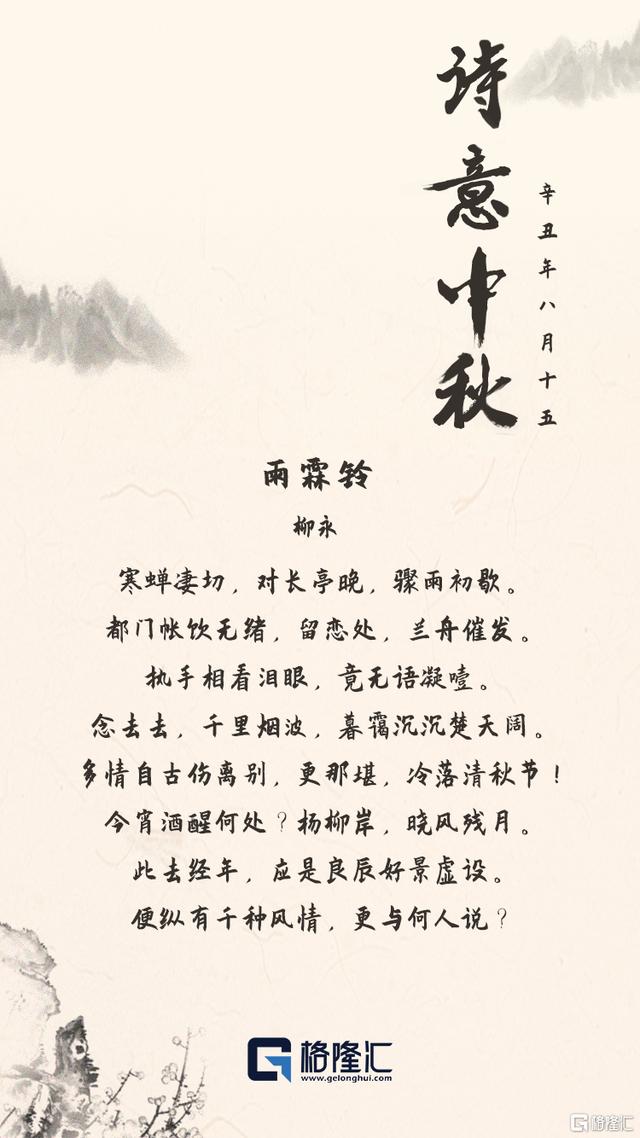 诗意中秋
辛丑年八月十五
雨霖铃
柳永
寒蝉凄切，对长亭晚，骤雨初歇。
都门帐饮无绪，留恋处，兰舟催发。
执手相看泪眼，竟无语凝噎。
念去去，千里烟波，暮霭沉沉楚天阔。
多情自古伤离别，更那堪，冷落清秋节！
今宵酒醒何处？杨柳岸，晓风残月。
此去经年，应是良辰好景虚设。
便纵有千种风情，更与何人说？
格隆汇
www.gelonghui.com
格隆汇